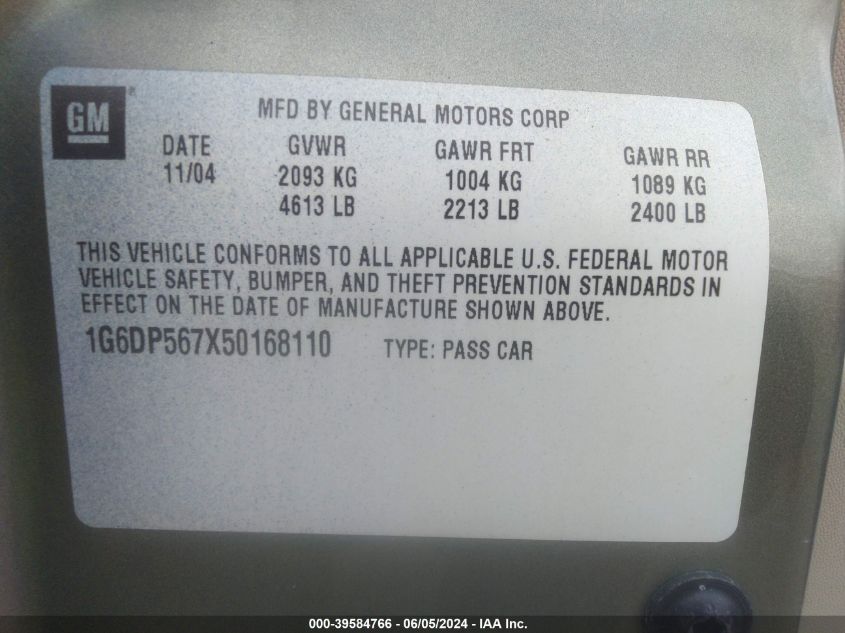 GM®
MFD BY GENERAL MOTORS CORP
DATE GVWR GAWR FRT GAWR RR
11/04 2093 KG 1004 KG 1089 KG
4613 LB 2213 LB 2400 LB
THIS VEHICLE CONFORMS TO ALL APPLICABLE U.S. FEDERAL MOTOR
VEHICLE SAFETY, BUMPER, AND THEFT PREVENTION STANDARDS IN
EFFECT ON THE DATE OF MANUFACTURE SHOWN ABOVE.
1G6DP567X50168110 TYPE: PASS CAR
000-39584766 - 06/05/2024 - IAA Inc.